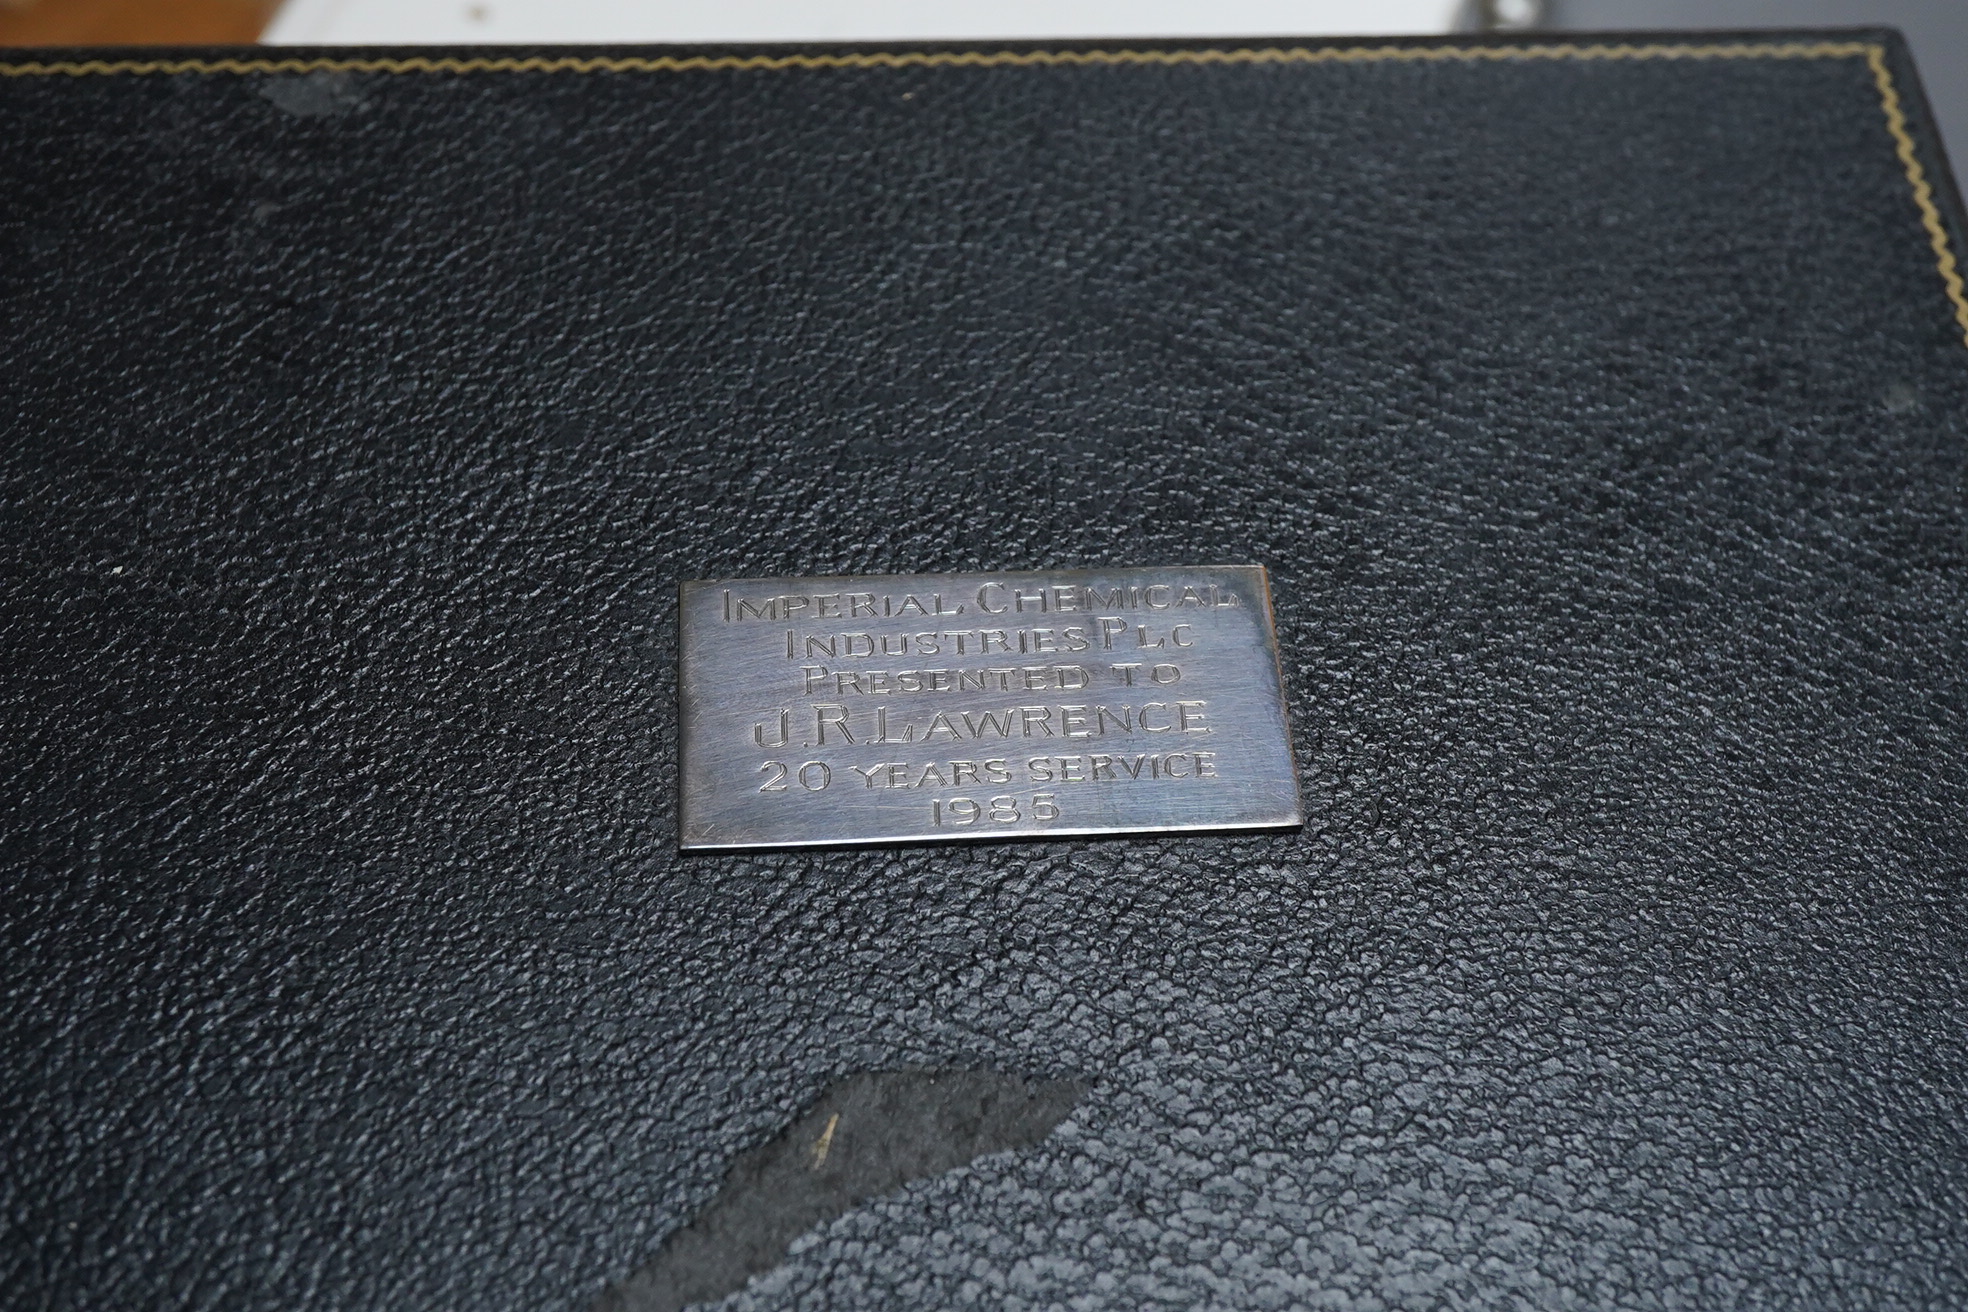 Imperial Chemical
Industries Plc
Presented to
J.R.Lawrence
20 years service
1985